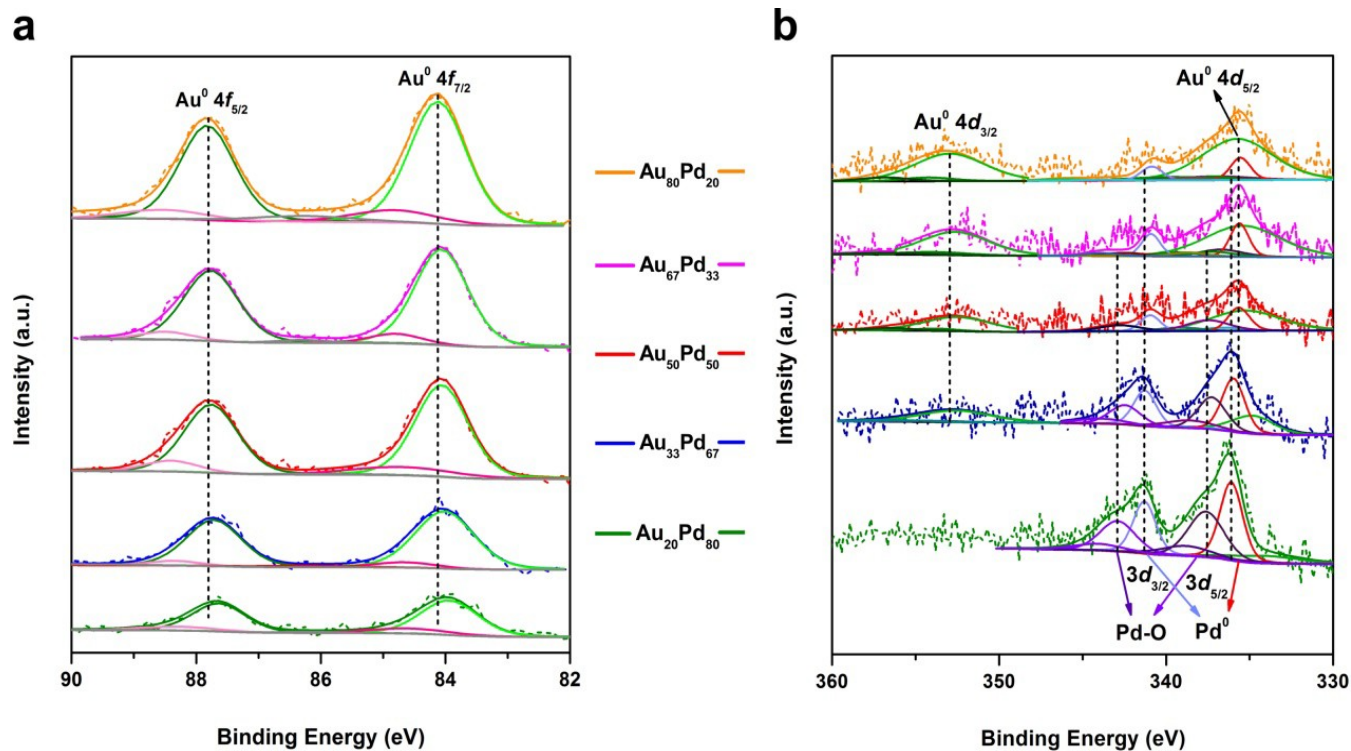 a
Au⁰ 4f₅/₂
Au⁰ 4f₇/₂
Intensity (a.u.)
90 88 86 84 82
Binding Energy (eV)
Au₈₀Pd₂₀
Au₆₇Pd₃₃
Au₅₀Pd₅₀
Au₃₃Pd₆₇
Au₂₀Pd₈₀
b
Au⁰ 4d₃/₂
Au⁰ 4d₅/₂
Intensity (a.u.)
3d₃/₂ 3d₅/₂
Pd-O Pd⁰
360 350 340 330
Binding Energy (eV)